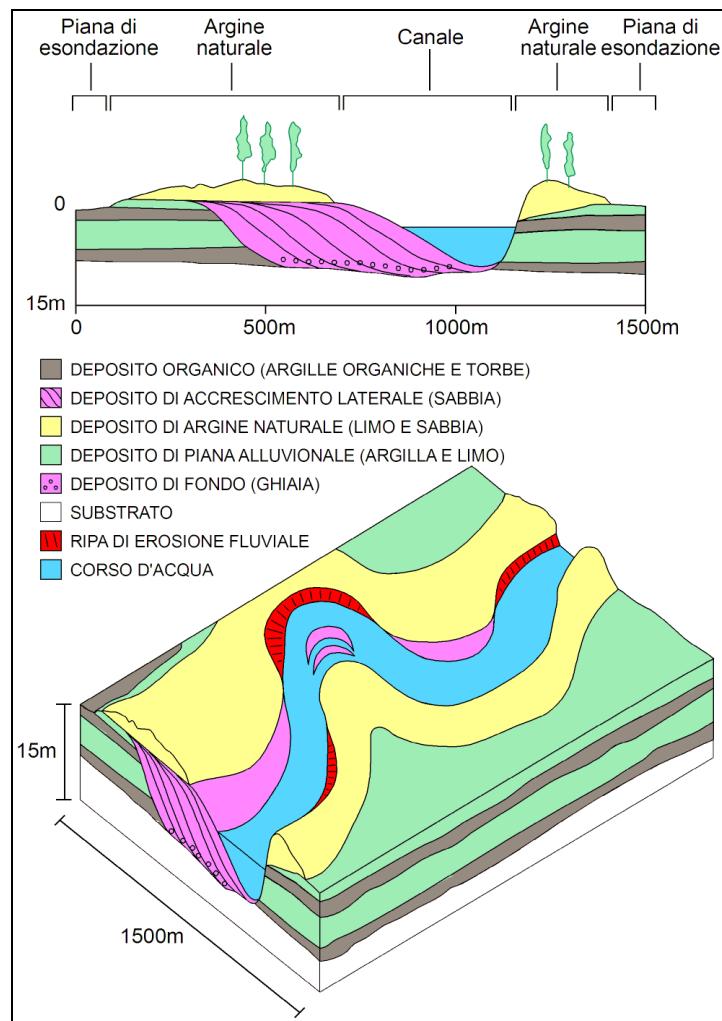 Piana di
esondazione
Argine
naturale
Canale
Argine
naturale
Piana di
esondazione
0
15m
0
500m
1000m
1500m
DEPOSITO ORGANICO (ARGILLE ORGANICHE E TORBE)
DEPOSITO DI ACCRESCIMENTO LATERALE (SABBIA)
DEPOSITO DI ARGINE NATURALE (LIMO E SABBIA)
DEPOSITO DI PIANA ALLUVIONALE (ARGILLA E LIMO)
DEPOSITO DI FONDO (GHIAIA)
SUBSTRATO
RIPA DI EROSIONE FLUVIALE
CORSO D'ACQUA
15m
1500m